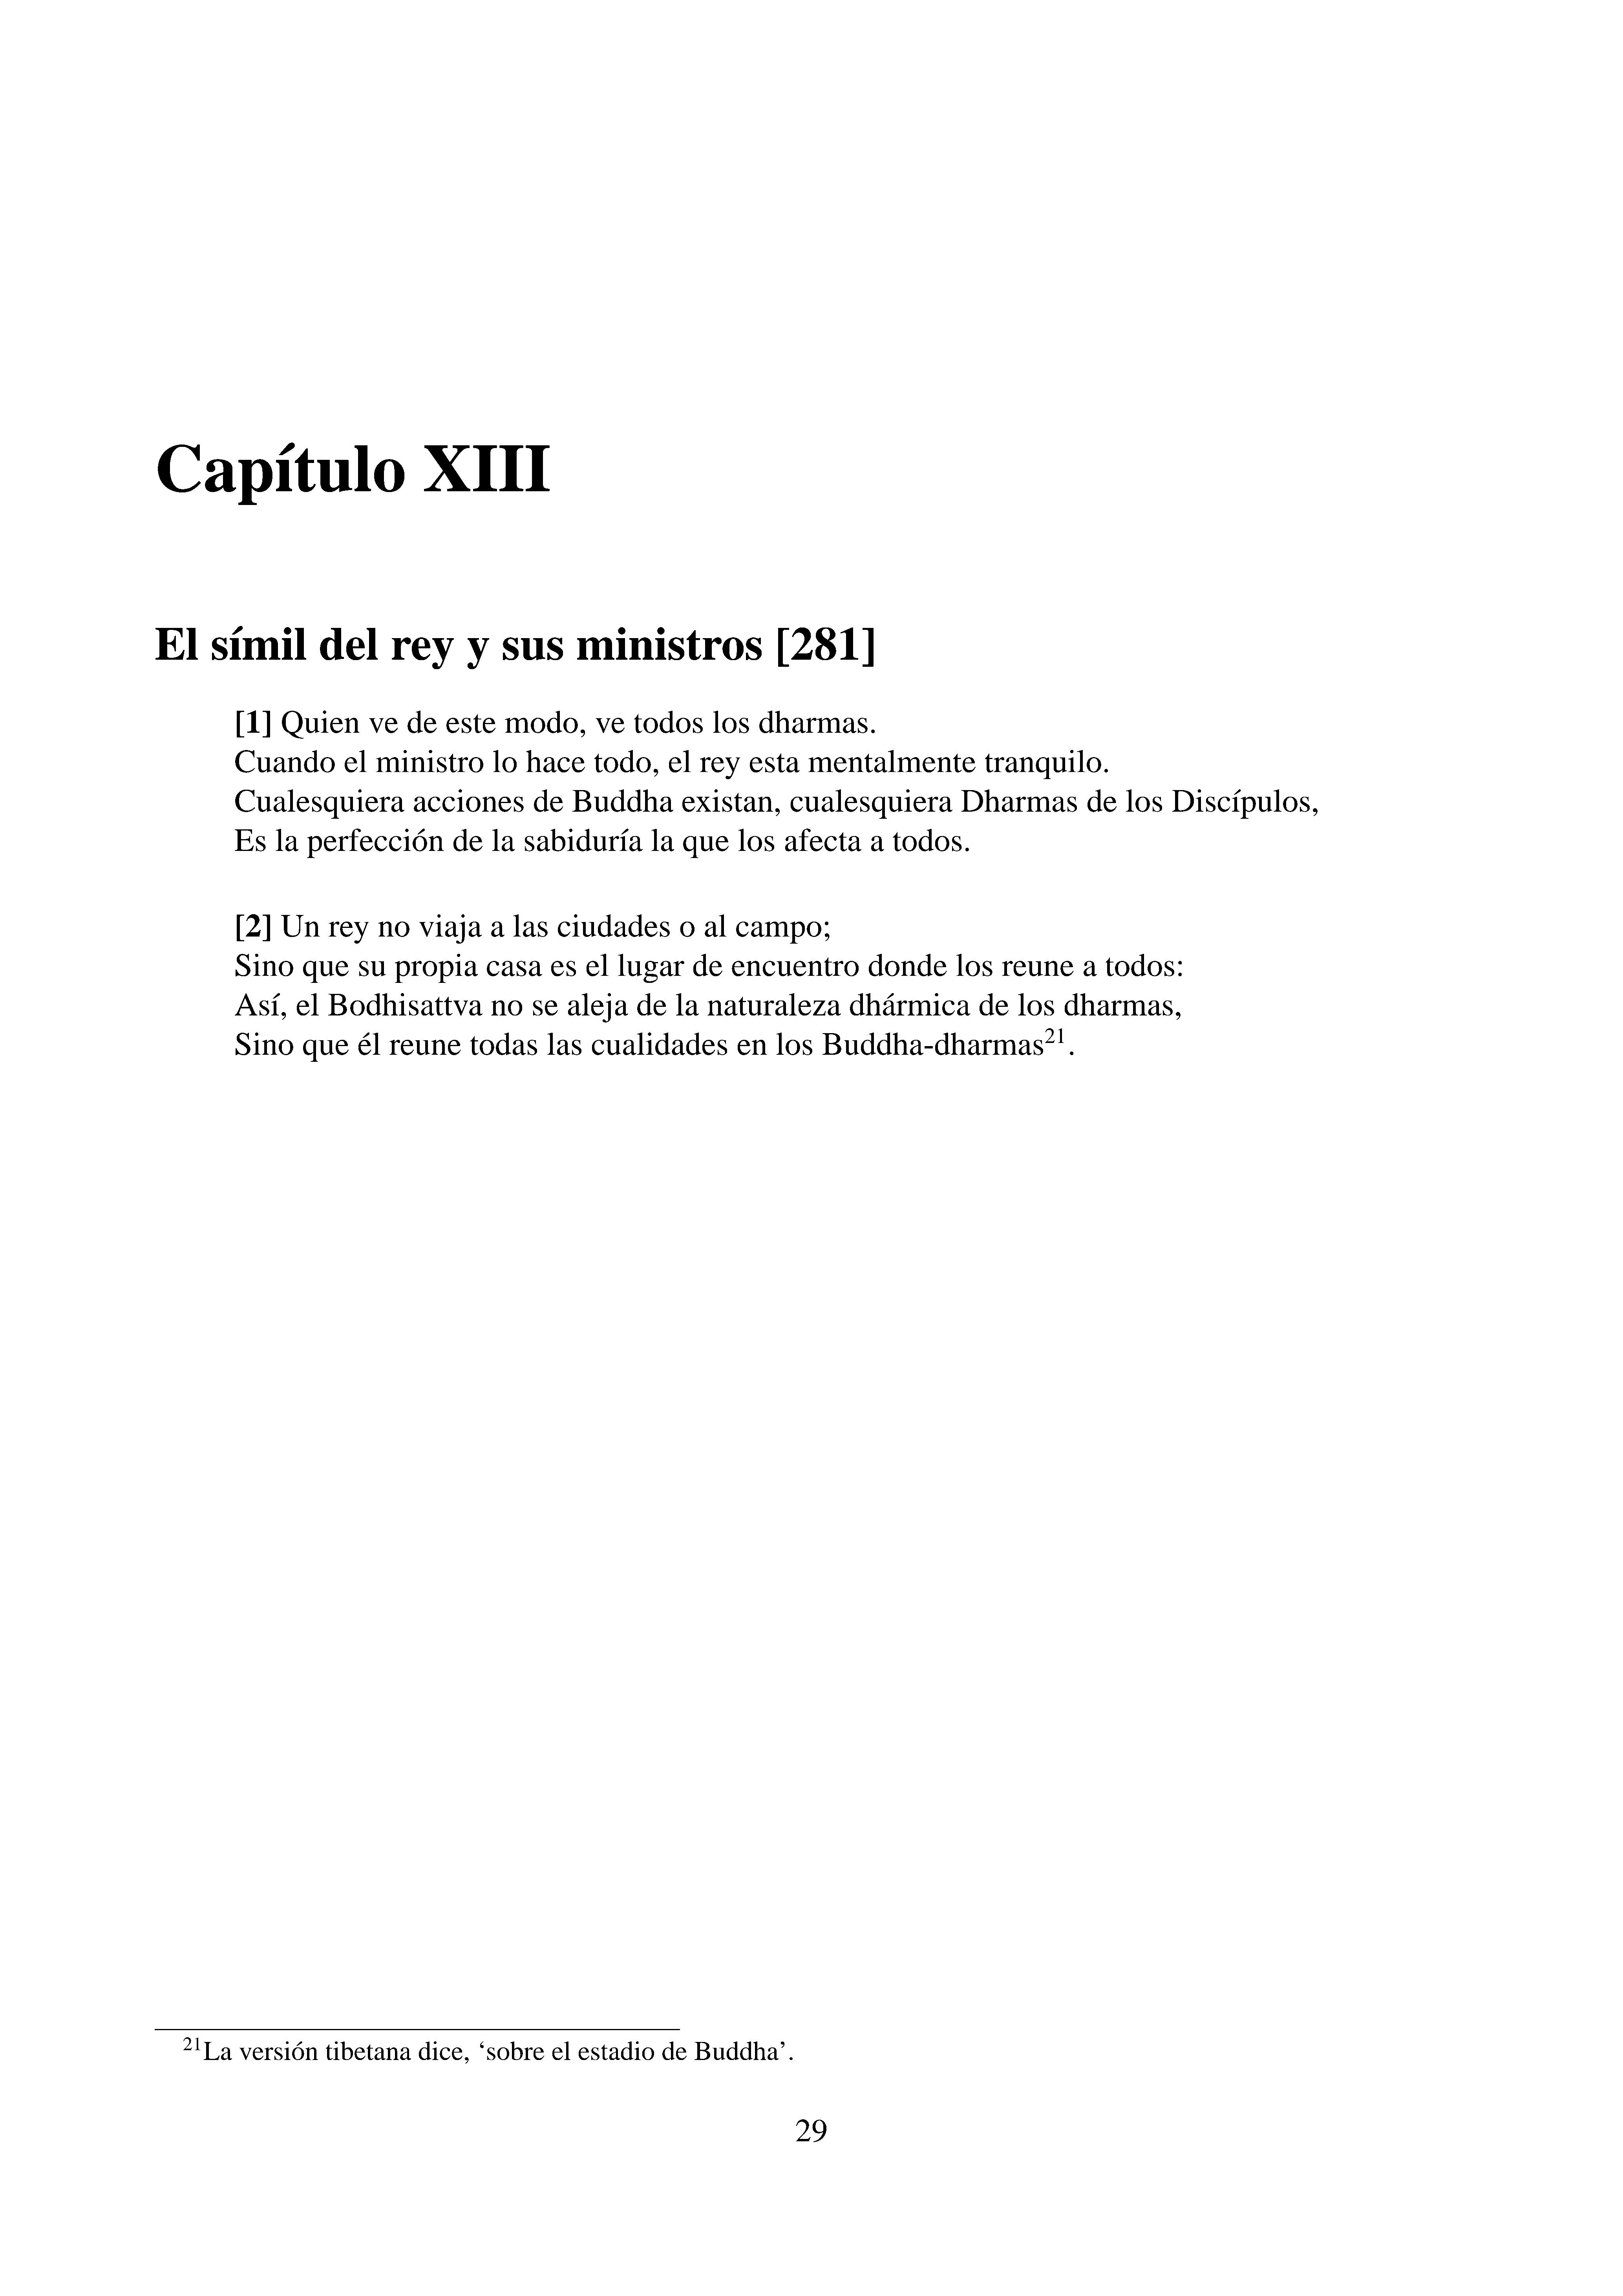 Capítulo XIII
El símil del rey y sus ministros [281]
[1] Quien ve de este modo, ve todos los dharmas.
Cuando el ministro lo hace todo, el rey esta mentalmente tranquilo.
Cualesquiera acciones de Buddha existan, cualesquiera Dharmas de los Discípulos,
Es la perfección de la sabiduría la que los afecta a todos.
[2] Un rey no viaja a las ciudades o al campo;
Sino que su propia casa es el lugar de encuentro donde los reune a todos:
Así, el Bodhisattva no se aleja de la naturaleza dhármica de los dharmas,
Sino que él reune todas las cualidades en los Buddha-dharmas21.
21La versión tibetana dice, ‘sobre el estadio de Buddha’.
29